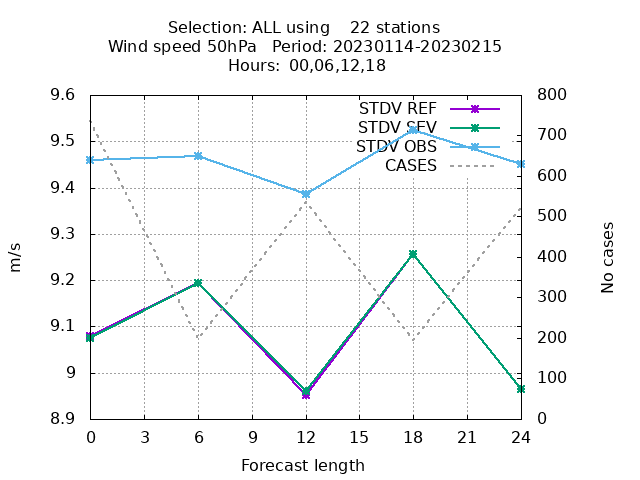 Selection: ALL using 22 stations
Wind speed 50hPa Period: 20230114-20230215
Hours: 00,06,12,18
9.6
9.5
9.4
9.3
9.2
9.1
9
8.9
800
700
600
500
400
300
200
100
0
STDV REF
STDV SEV
STDV OBS
CASES
m/s
No cases
0 3 6 9 12 15 18 21 24
Forecast length